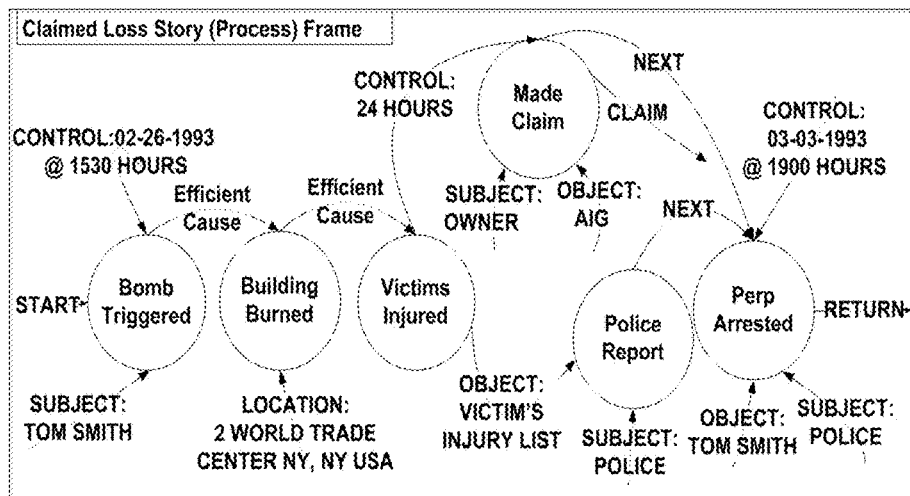 Claimed Loss Story (Process) Frame
CONTROL:02-26-1993
@ 1530 HOURS
CONTROL:
24 HOURS
Made
Claim
NEXT
CLAIM
CONTROL:
03-03-1993
@ 1900 HOURS
Efficient
Cause
Efficient
Cause
SUBJECT:
OWNER
OBJECT:
AIG
NEXT
START
Bomb
Triggered
Building
Burned
Victims
Injured
Police
Report
Perp
Arrested
RETURN
SUBJECT:
TOM SMITH
LOCATION:
2 WORLD TRADE
CENTER NY, NY USA
OBJECT:
VICTIM'S
INJURY LIST
SUBJECT:
POLICE
OBJECT:
TOM SMITH
SUBJECT:
POLICE